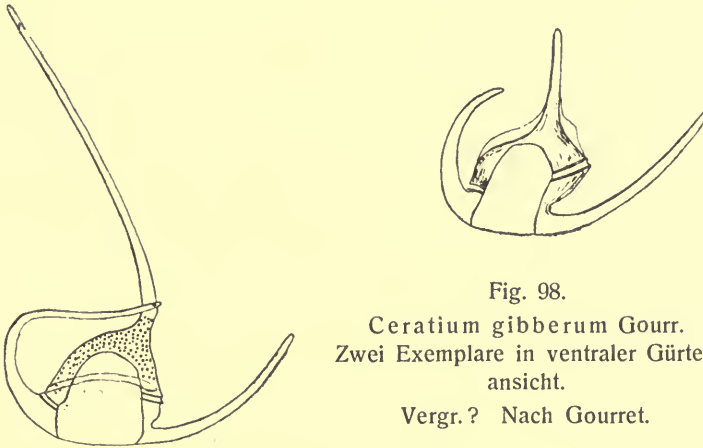 Fig. 98.
Ceratium gibberum Gourr.
Zwei Exemplare in ventraler Gürte
ansicht.
Vergr.? Nach Gourret.